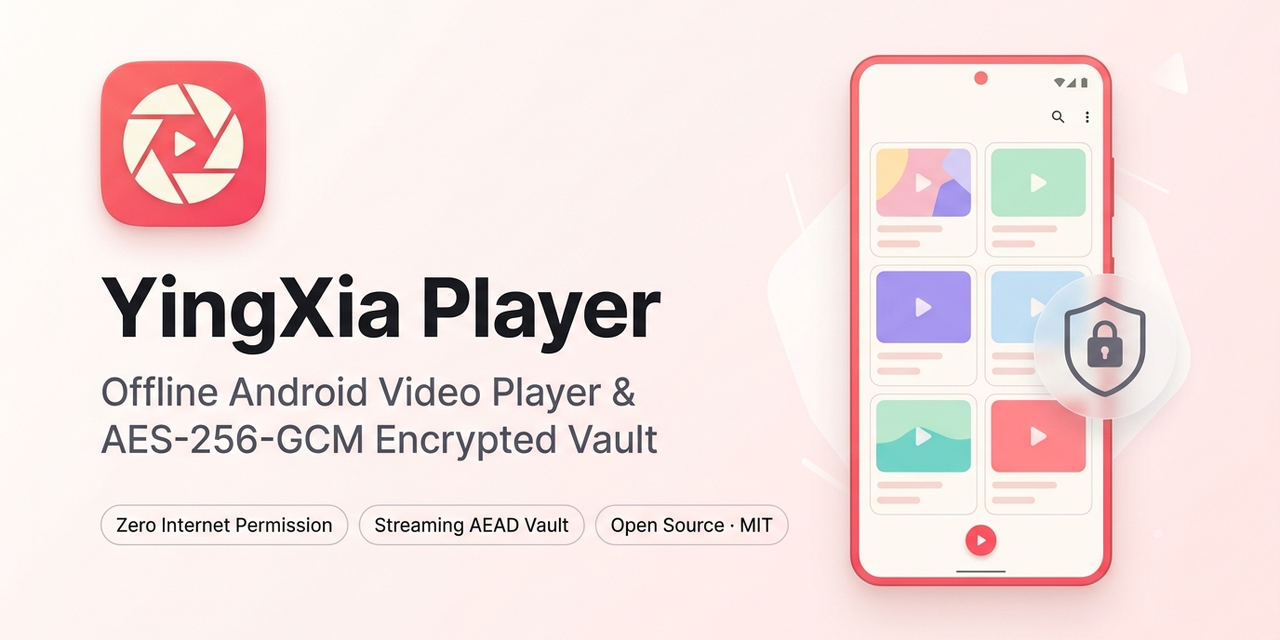 YingXia Player
Offline Android Video Player &
AES-256-GCM Encrypted Vault
Zero Internet Permission
Streaming AEAD Vault
Open Source · MIT